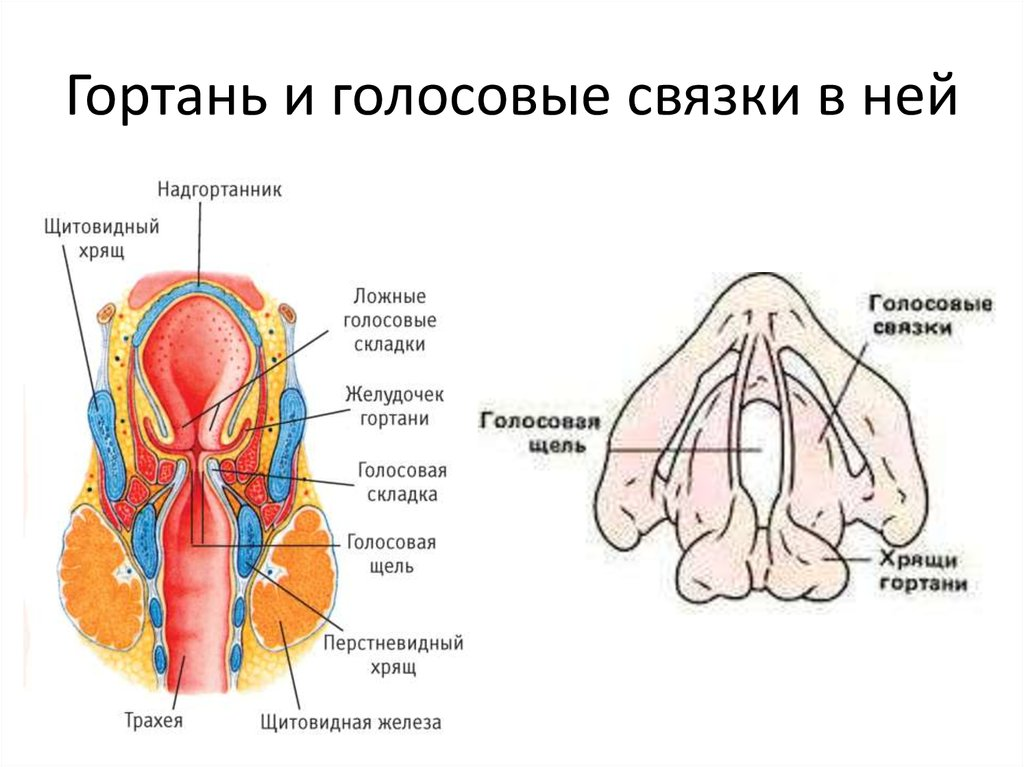 Гортань и голосовые связки в ней
Надгортанник
Щитовидный
хрящ
Ложные
голосовые
складки
Желудочек
гортани
Голосовая
складка
Голосовая
щель
Перстневидный
хрящ
Трахея
Щитовидная железа
Голосовые
связки
Голосовая
щель
Хрящи
гортани